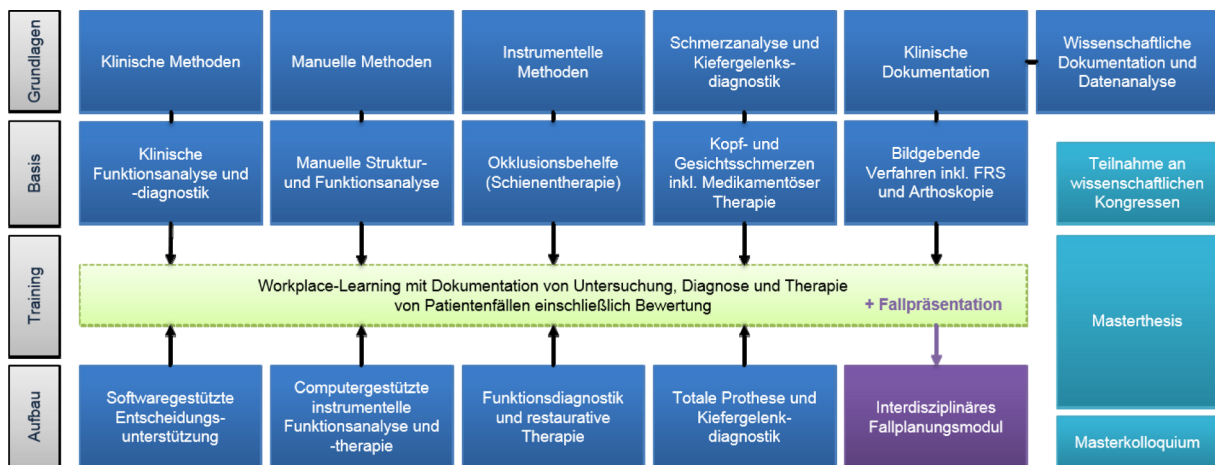 Grundlagen
Klinische Methoden
Manuelle Methoden
Instrumentelle
Methoden
Schmerzanalyse und
Kiefergelenks-
diagnostik
Klinische
Dokumentation
Wissenschaftliche
Dokumentation und
Datenanalyse
Basis
Klinische
Funktionsanalyse und
-diagnostik
Manuelle Struktur-
und Funktionsanalyse
Okklusionsbehelfe
(Schienentherapie)
Kopf- und
Gesichtsschmerzen
inkl. Medikamentöser
Therapie
Bildgebende
Verfahren inkl. FRS
und Arthoskopie
Teilnahme an
wissenschaftlichen
Kongressen
Training
Workplace-Learning mit Dokumentation von Untersuchung, Diagnose und Therapie
von Patientenfällen einschließlich Bewertung
+ Fallpräsentation
Masterthesis
Aufbau
Softwaregestützte
Entscheidungs-
unterstützung
Computergestützte
instrumentelle
Funktionsanalyse und
-therapie
Funktionsdiagnostik
und restaurative
Therapie
Totale Prothese und
Kiefergelenk-
diagnostik
Interdisziplinäres
Fallplanungsmodul
Masterkolloquium